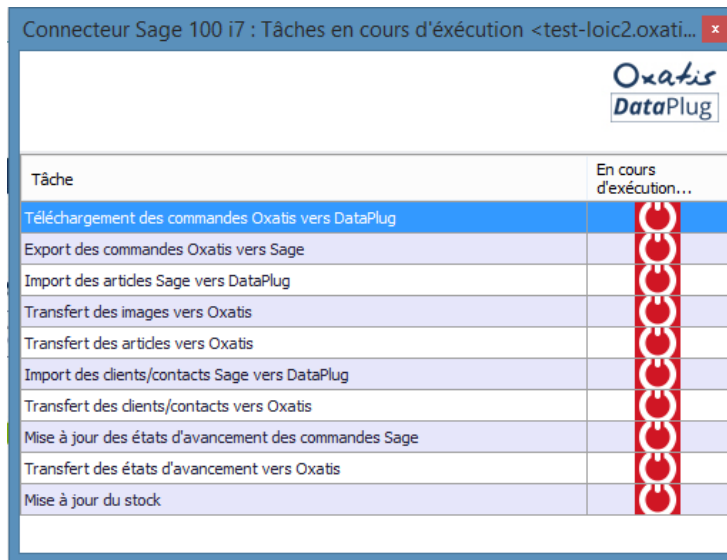 Connecteur Sage 100 i7 : Tâches en cours d'éxécution <test-loic2.oxati...
x
Oxatis
DataPlug
Tâche
En cours
d'exécution...
Téléchargement des commandes Oxatis vers DataPlug
Export des commandes Oxatis vers Sage
Import des articles Sage vers DataPlug
Transfert des images vers Oxatis
Transfert des articles vers Oxatis
Import des clients/contacts Sage vers DataPlug
Transfert des clients/contacts vers Oxatis
Mise à jour des états d'avancement des commandes Sage
Transfert des états d'avancement vers Oxatis
Mise à jour du stock